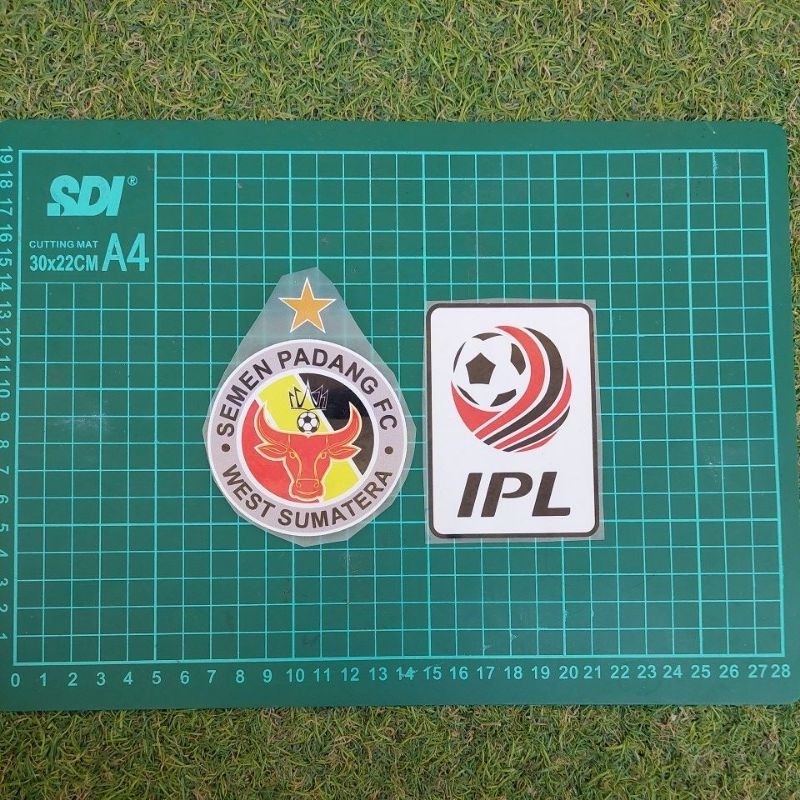 SDI®
CUTTING MAT
30x22CM A4
SEMEN PADANG FC
WEST SUMATERA
IPL
19 18 17 16 15 14 13 12 11 10 9 8 7 6 5 4 3 2 1
0 1 2 3 4 5 6 7 8 9 10 11 12 13 14 15 16 17 18 19 20 21 22 23 24 25 26 27 28